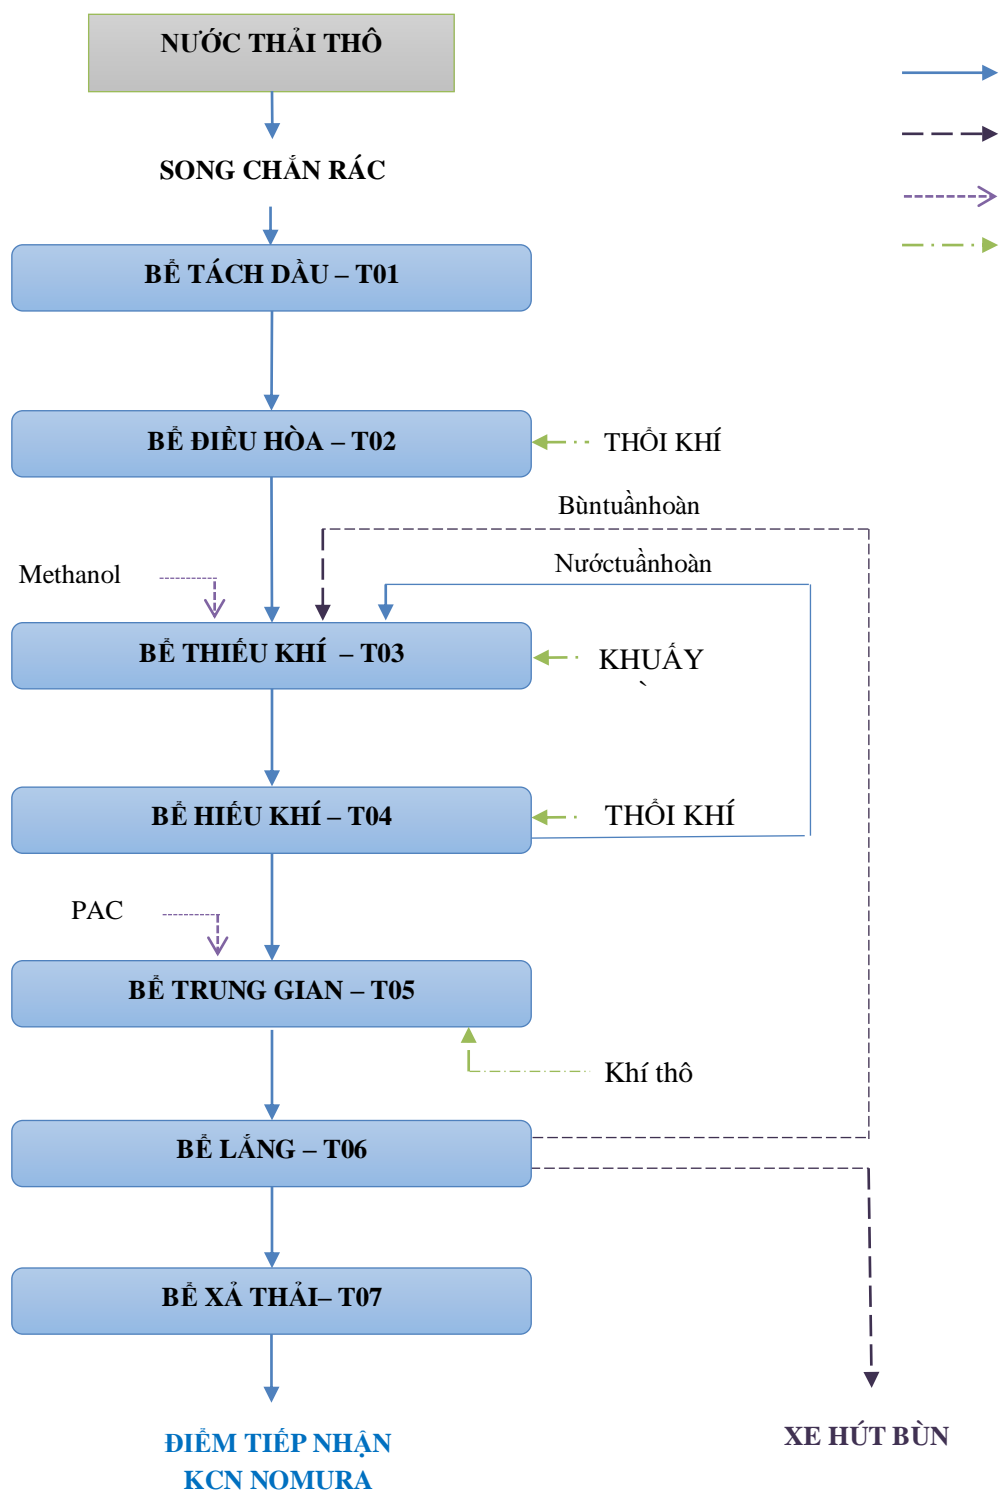 NƯỚC THẢI THÔ
SONG CHẮN RÁC
BỂ TÁCH DẦU – T01
BỂ ĐIỀU HÒA – T02
THỔI KHÍ
Bùntuầnhoàn
Nướctuầnhoàn
Methanol
BỂ THIẾU KHÍ – T03
KHUẤY
BỂ HIẾU KHÍ – T04
THỔI KHÍ
PAC
BỂ TRUNG GIAN – T05
Khí thô
BỂ LẮNG – T06
BỂ XẢ THẢI– T07
ĐIỂM TIẾP NHẬN
KCN NOMURA
XE HÚT BÙN